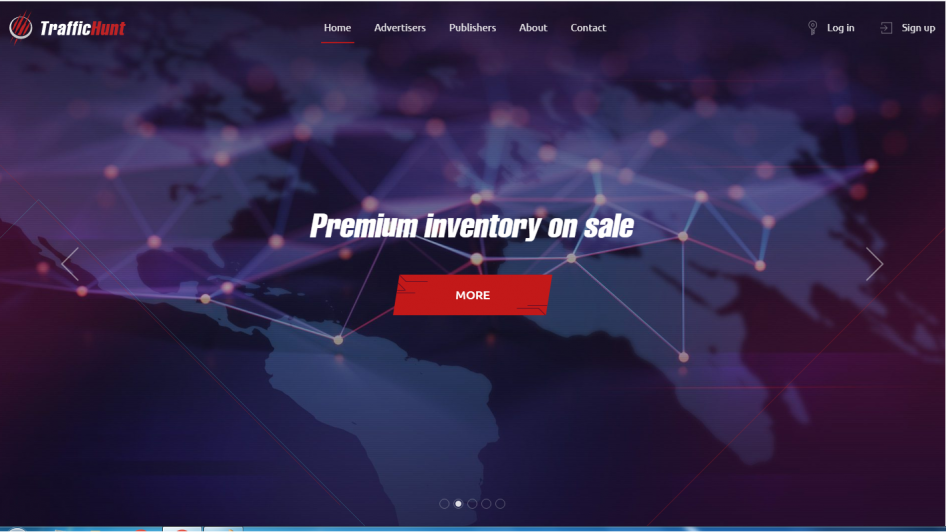 TrafficHunt
Home Advertisers Publishers About Contact
Log in Sign up
Premium inventory on sale
MORE